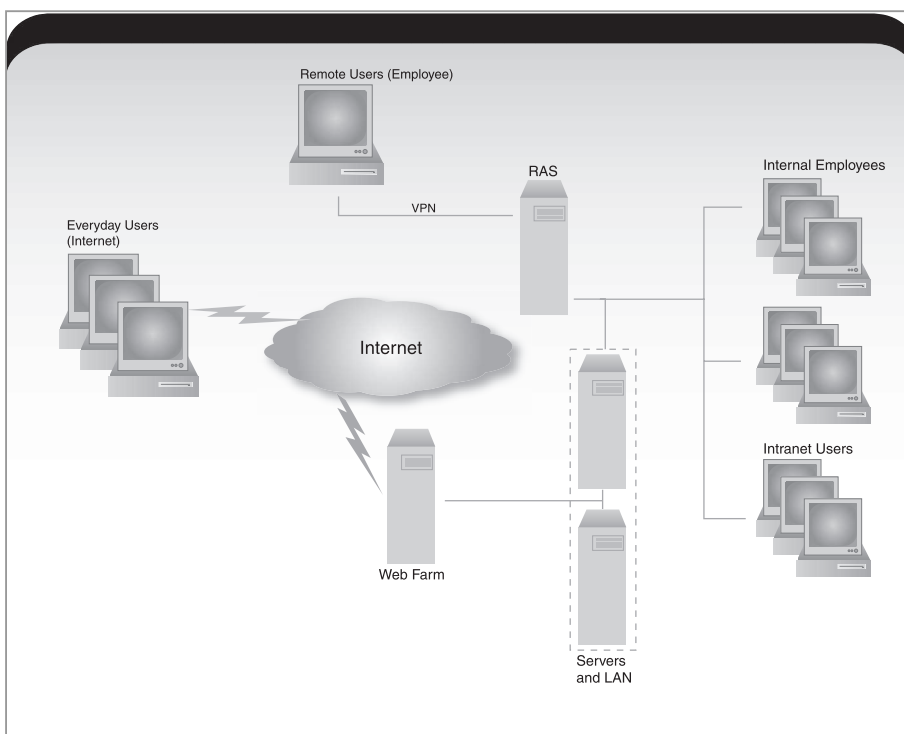 Remote Users (Employee)
RAS
Internal Employees
VPN
Everyday Users
(Internet)
Internet
Intranet Users
Web Farm
Servers
and LAN